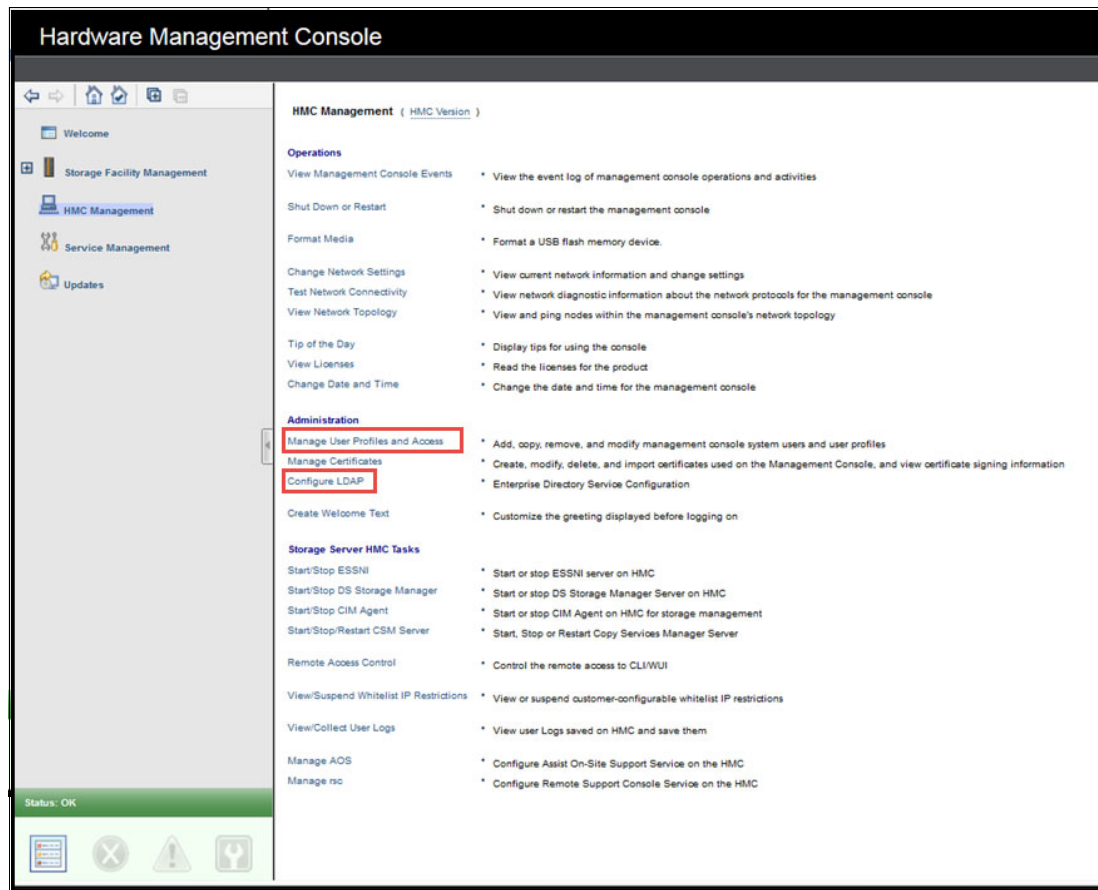 Hardware Management Console
Welcome
Storage Facility Management
HMC Management
Service Management
Updates
Status: OK
HMC Management ( HMC Version )
Operations
View Management Console Events • View the event log of management console operations and activities
Shut Down or Restart • Shut down or restart the management console
Format Media • Format a USB flash memory device.
Change Network Settings • View current network information and change settings
Test Network Connectivity • View network diagnostic information about the network protocols for the management console
View Network Topology • View and ping nodes within the management console's network topology
Tip of the Day • Display tips for using the console
View Licenses • Read the licenses for the product
Change Date and Time • Change the date and time for the management console
Administration
Manage User Profiles and Access • Add, copy, remove, and modify management console system users and user profiles
Manage Certificates • Create, modify, delete, and import certificates used on the Management Console, and view certificate signing information
Configure LDAP • Enterprise Directory Service Configuration
Create Welcome Text • Customize the greeting displayed before logging on
Storage Server HMC Tasks
Start/Stop ESSNI • Start or stop ESSNI server on HMC
Start/Stop DS Storage Manager • Start or stop DS Storage Manager Server on HMC
Start/Stop CIM Agent • Start or stop CIM Agent on HMC for storage management
Start/Stop/Restart CSM Server • Start, Stop or Restart Copy Services Manager Server
Remote Access Control • Control the remote access to CLI/WUI
View/Suspend Whitelist IP Restrictions • View or suspend customer-configurable whitelist IP restrictions
View/Collect User Logs • View user Logs saved on HMC and save them
Manage AOS • Configure Assist On-Site Support Service on the HMC
Manage rsc • Configure Remote Support Console Service on the HMC